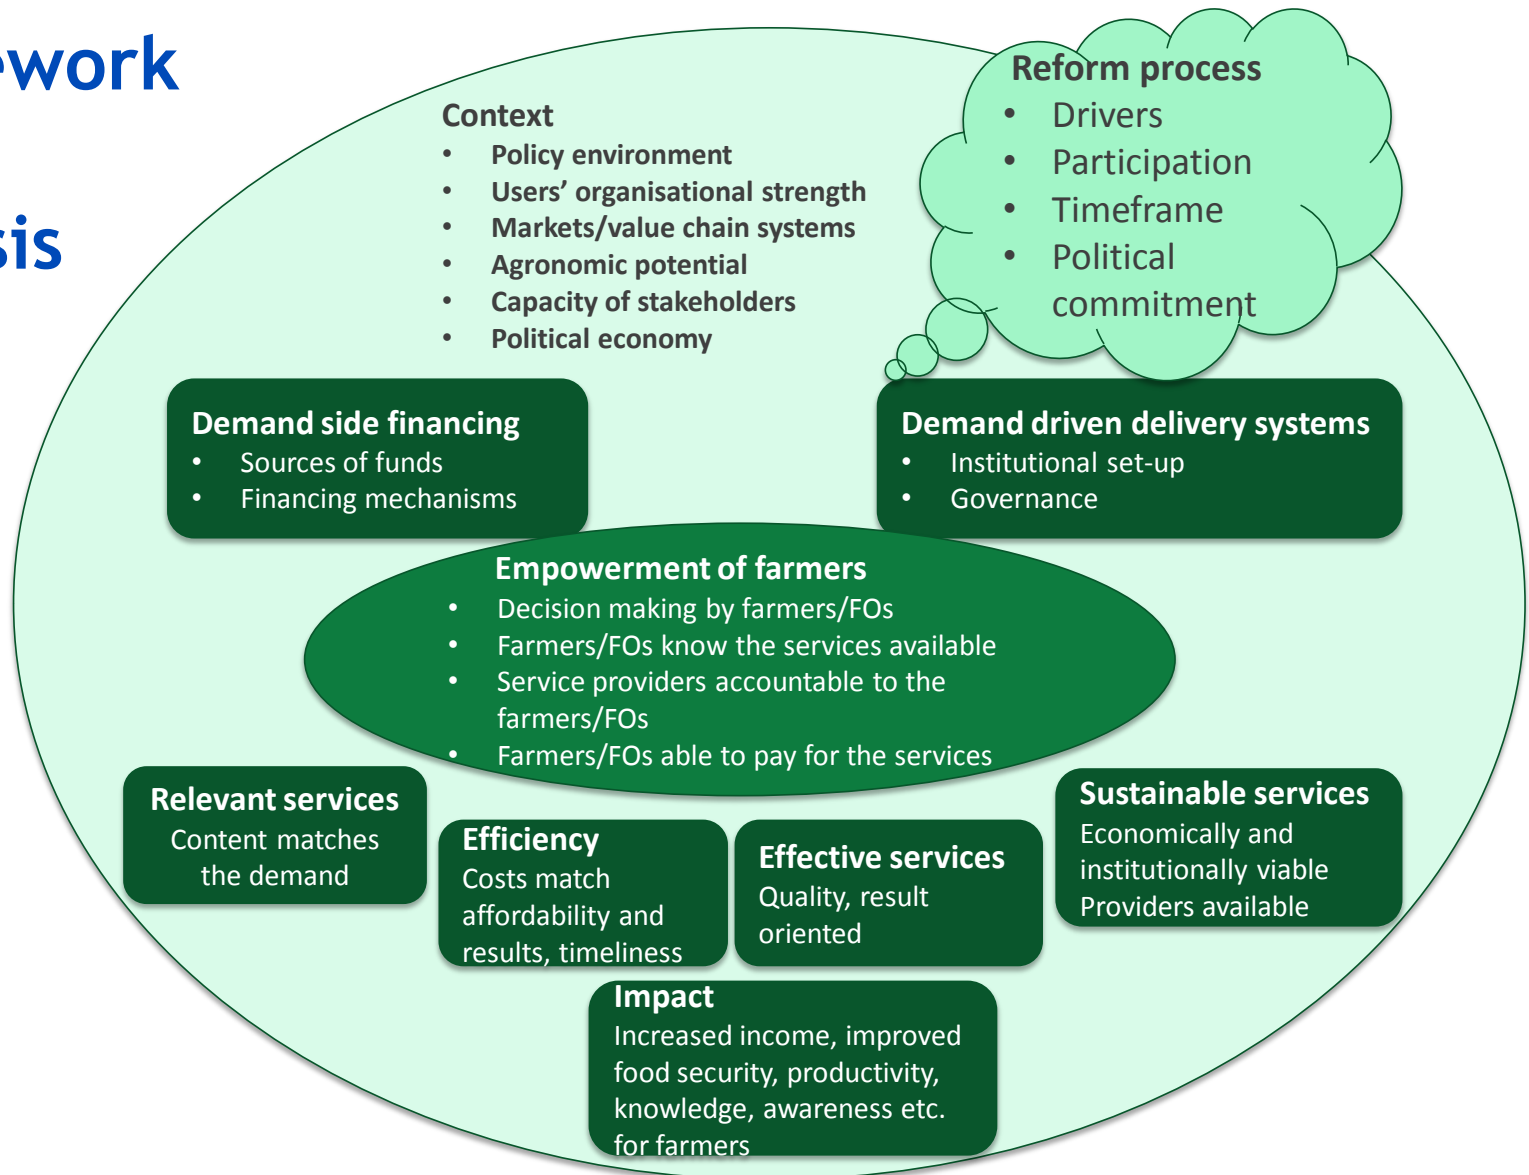 ework
sis
Context
• Policy environment
• Users’ organisational strength
• Markets/value chain systems
• Agronomic potential
• Capacity of stakeholders
• Political economy
Reform process
• Drivers
• Participation
• Timeframe
• Political
commitment
Demand side financing
• Sources of funds
• Financing mechanisms
Demand driven delivery systems
• Institutional set-up
• Governance
Empowerment of farmers
• Decision making by farmers/FOs
• Farmers/FOs know the services available
• Service providers accountable to the
farmers/FOs
• Farmers/FOs able to pay for the services
Relevant services
Content matches
the demand
Efficiency
Costs match
affordability and
results, timeliness
Effective services
Quality, result
oriented
Sustainable services
Economically and
institutionally viable
Providers available
Impact
Increased income, improved
food security, productivity,
knowledge, awareness etc.
for farmers